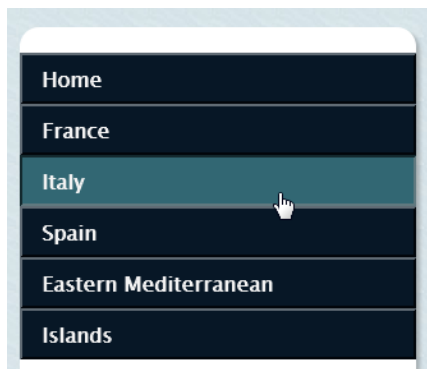 Home
France
Italy
Spain
Eastern Mediterranean
Islands